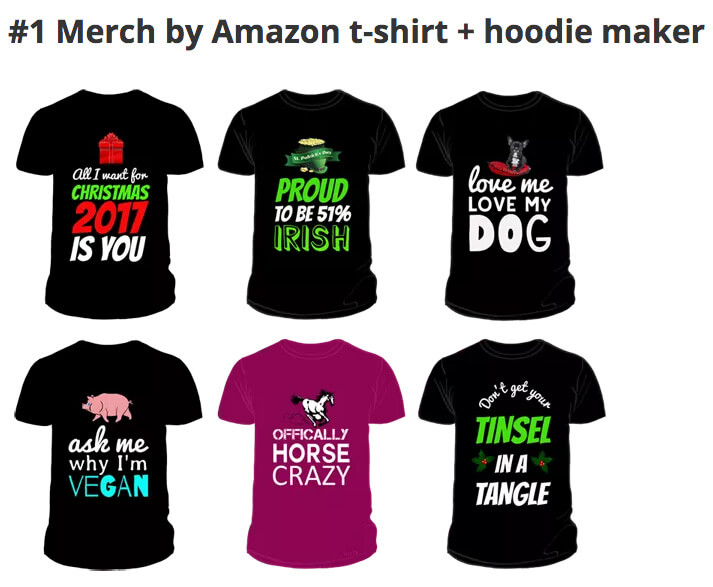 #1 Merch by Amazon t-shirt + hoodie maker
All I want for
CHRISTMAS
2017
IS YOU
St. Patrick's Day
PROUD
TO BE 51%
IRISH
love me
LOVE MY
DOG
ask me
why I'm
VEGAN
OFFICALLY
HORSE
CRAZY
Don't get your
TINSEL
IN A
TANGLE